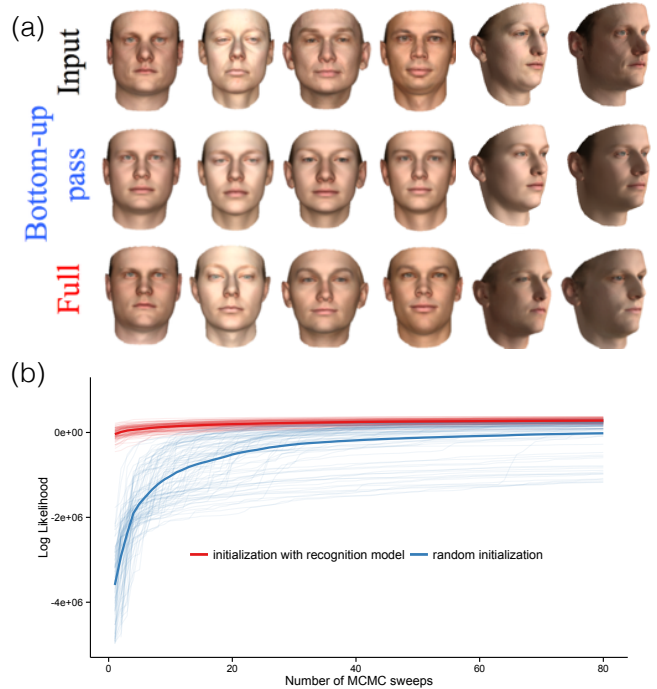 (a)
Input
Bottom-up
pass
Full
(b)
Log Likelihood
0e+00
-2e+06
-4e+06
initialization with recognition model
random initialization
0
20
40
60
80
Number of MCMC sweeps